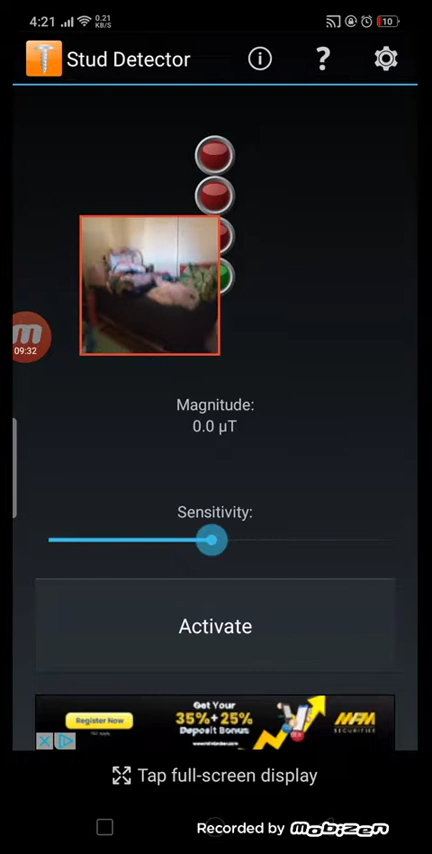 4:21
0.21
KB/S
10
Stud Detector
i
?
m
09:32
Magnitude:
0.0 µT
Sensitivity:
Activate
Get Your
Register Now
35%+25%
Deposit Bonus
MFM
SECURITIES
Tap full-screen display
Recorded by Mobizen